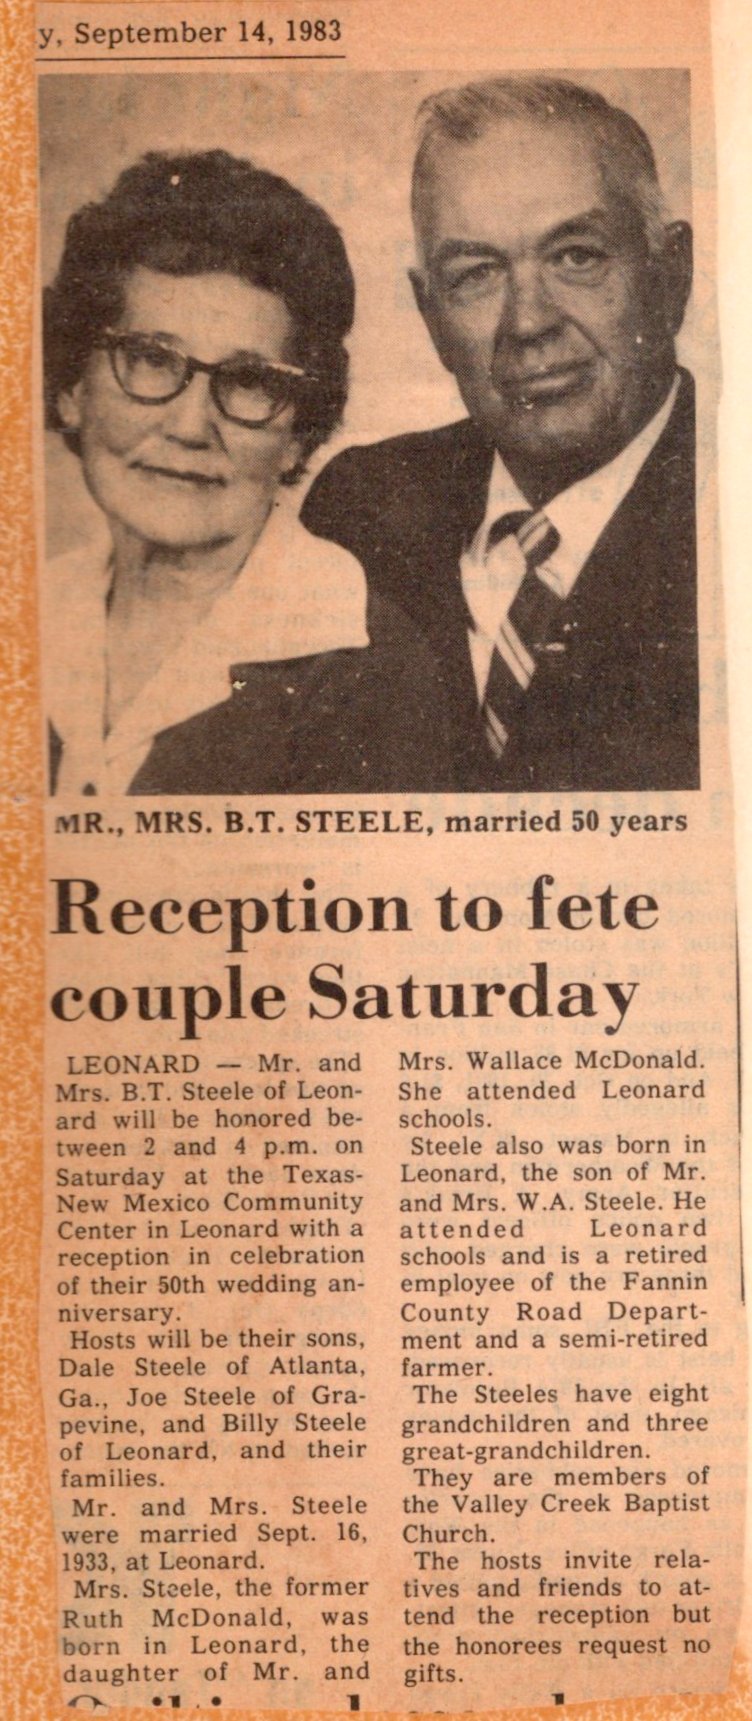 y, September 14, 1983
MR., MRS. B.T. STEELE, married 50 years
Reception to fete
couple Saturday
LEONARD — Mr. and
Mrs. B.T. Steele of Leon-
ard will be honored be-
tween 2 and 4 p.m. on
Saturday at the Texas-
New Mexico Community
Center in Leonard with a
reception in celebration
of their 50th wedding an-
niversary.
Hosts will be their sons,
Dale Steele of Atlanta,
Ga., Joe Steele of Gra-
pevine, and Billy Steele
of Leonard, and their
families.
Mr. and Mrs. Steele
were married Sept. 16,
1933, at Leonard.
Mrs. Steele, the former
Ruth McDonald, was
born in Leonard, the
daughter of Mr. and
Mrs. Wallace McDonald.
She attended Leonard
schools.
Steele also was born in
Leonard, the son of Mr.
and Mrs. W.A. Steele. He
attended Leonard
schools and is a retired
employee of the Fannin
County Road Depart-
ment and a semi-retired
farmer.
The Steeles have eight
grandchildren and three
great-grandchildren.
They are members of
the Valley Creek Baptist
Church.
The hosts invite rela-
tives and friends to at-
tend the reception but
the honorees request no
gifts.